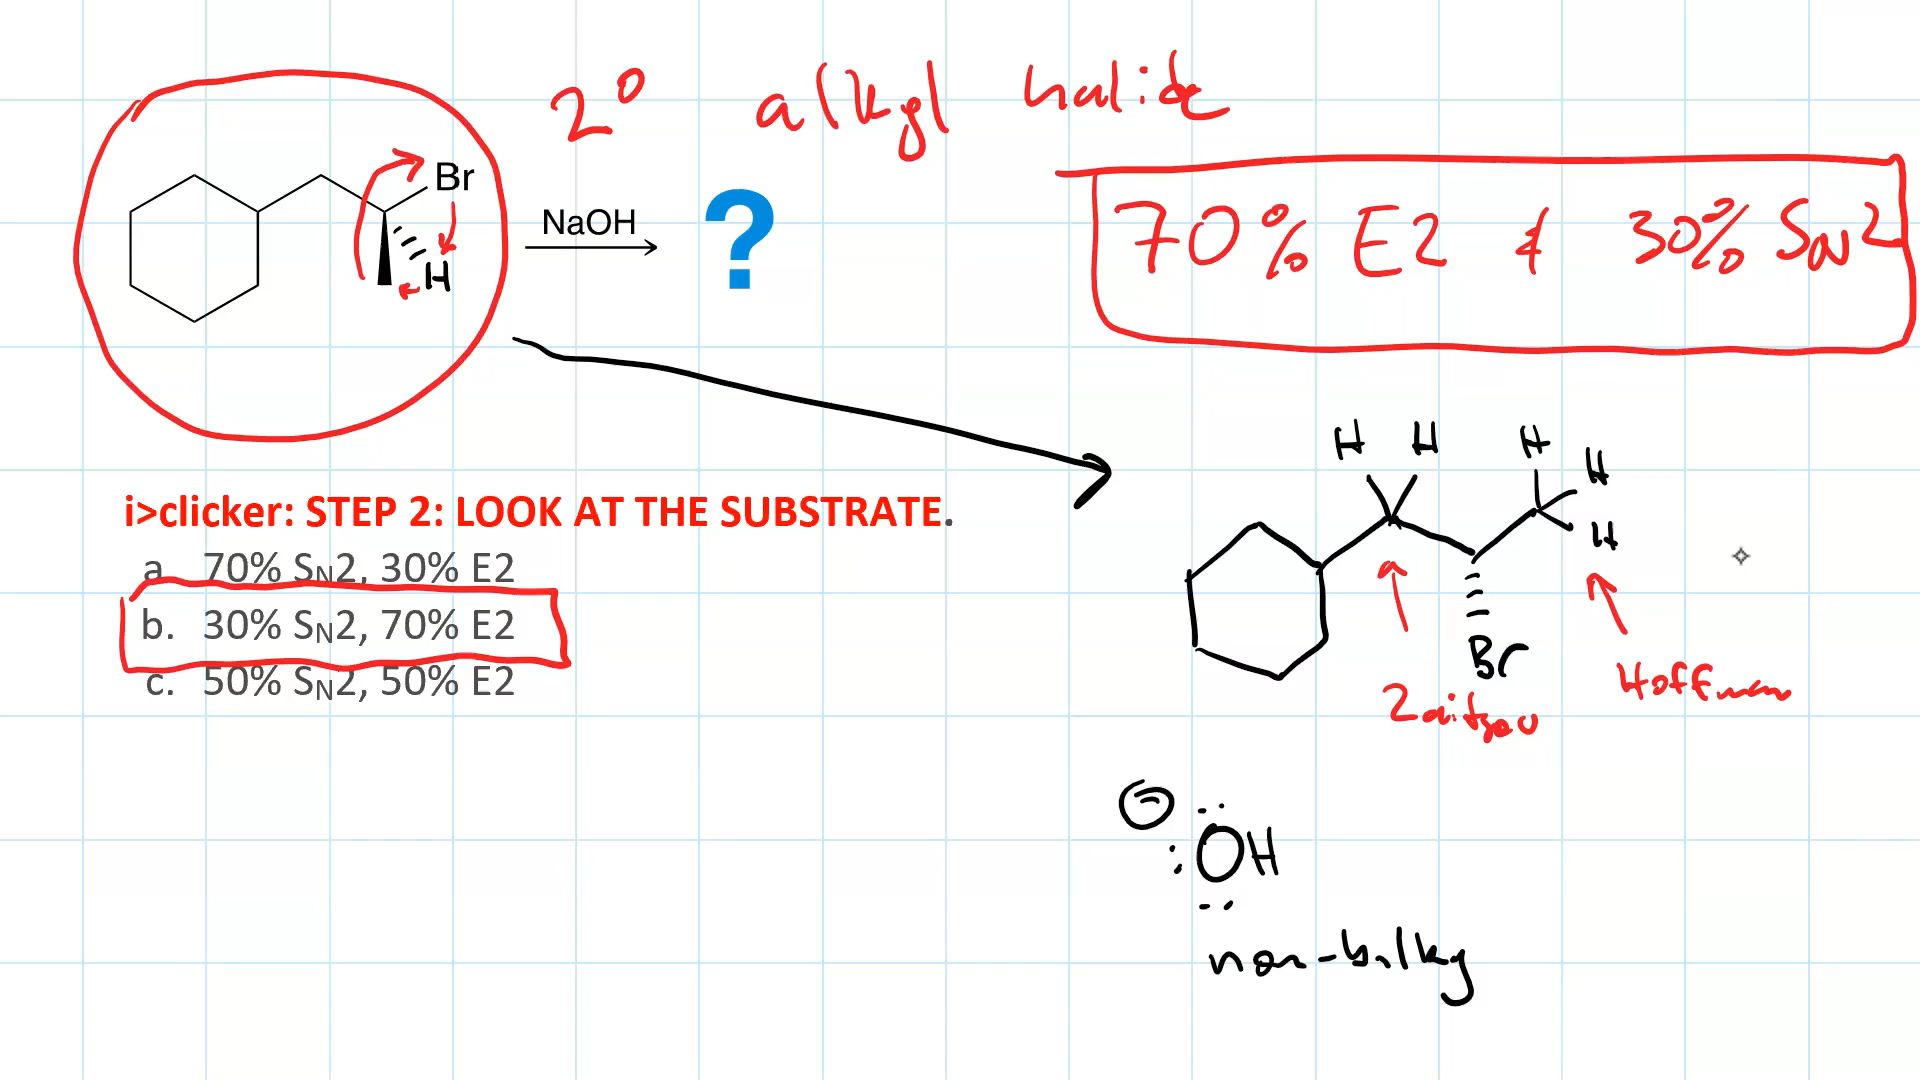 2° alkyl halide
Br
NaOH
?
H
70% E2 & 30% SN2
H H H H
H
i>clicker: STEP 2: LOOK AT THE SUBSTRATE.
a. 70% SN2, 30% E2
b. 30% SN2, 70% E2
c. 50% SN2, 50% E2
Br
Zaitsev
Hoffman
⊖
:OH
non-bulky